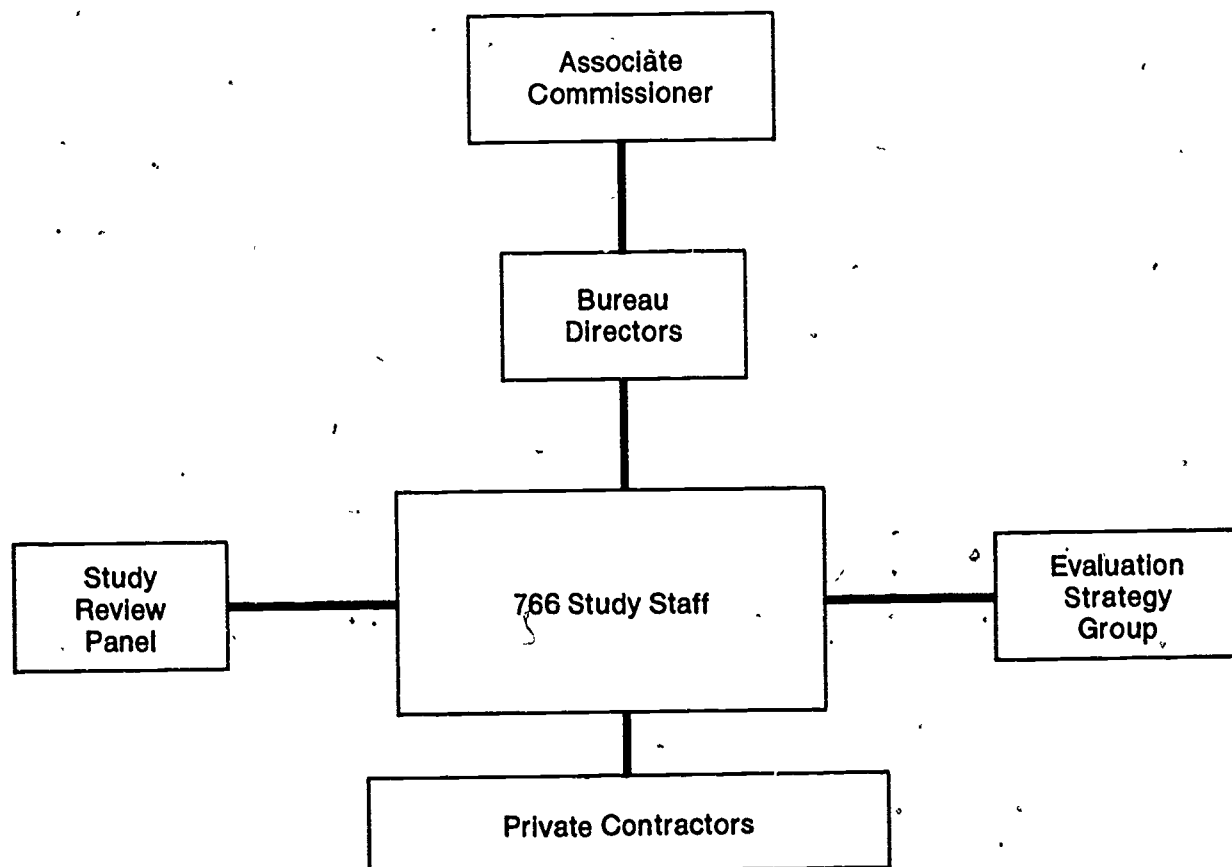 Associate
Commissioner
Bureau
Directors
Study
Review
Panel
766 Study Staff
Evaluation
Strategy
Group
Private Contractors